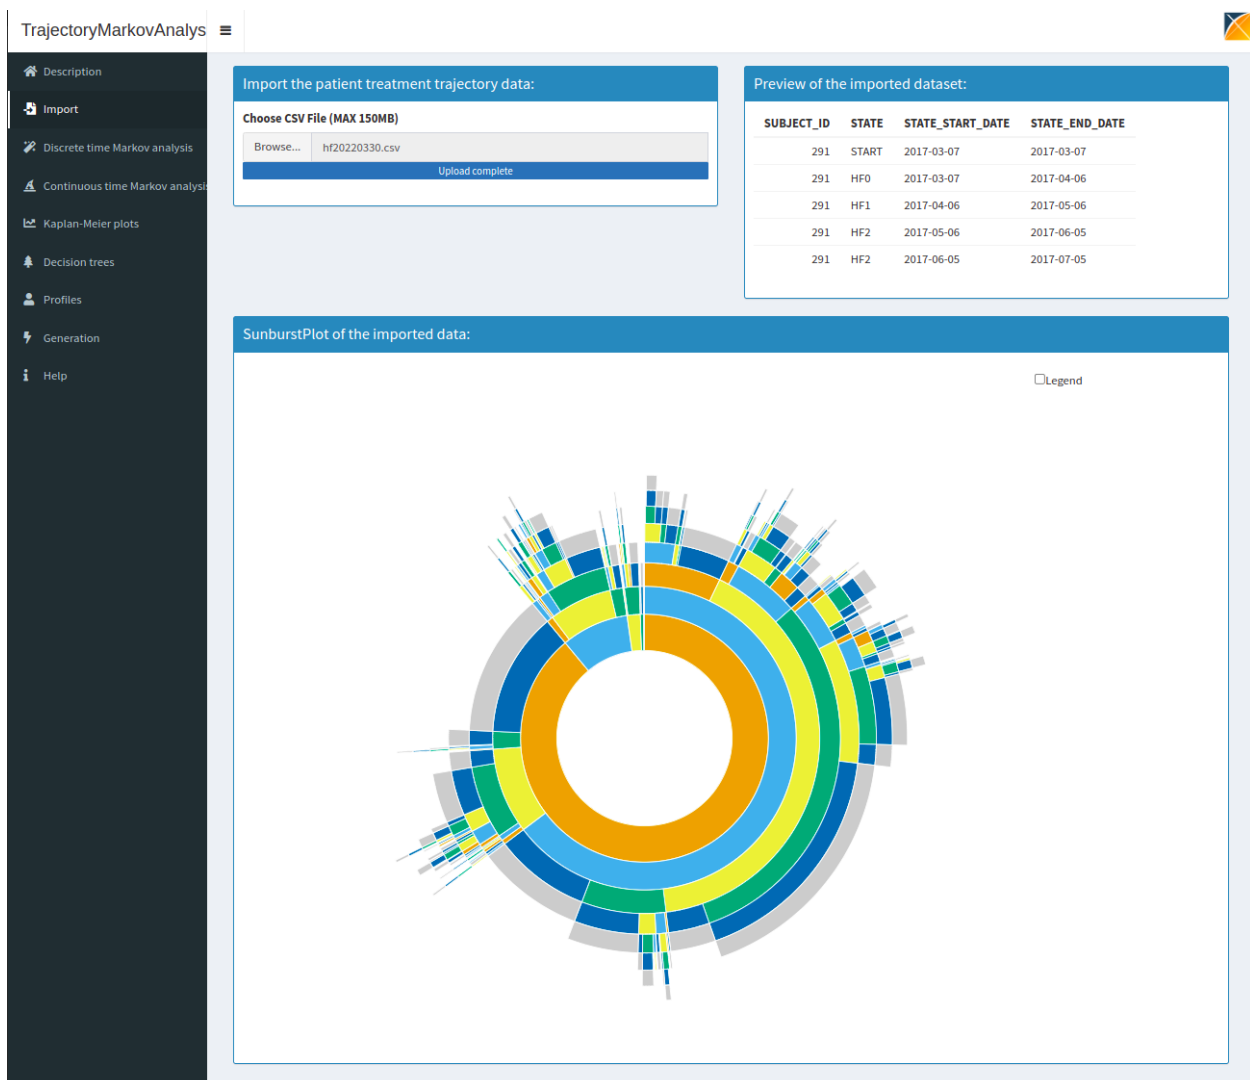 TrajectoryMarkovAnalys
Description
Import
Discrete time Markov analysis
Continuous time Markov analysis
Kaplan-Meier plots
Decision trees
Profiles
Generation
Help
Import the patient treatment trajectory data:
Choose CSV File (MAX 150MB)
Browse... hf20220330.csv
Upload complete
Preview of the imported dataset:
SUBJECT_ID STATE STATE_START_DATE STATE_END_DATE
291 START 2017-03-07 2017-03-07
291 HF0 2017-03-07 2017-04-06
291 HF1 2017-04-06 2017-05-06
291 HF2 2017-05-06 2017-06-05
291 HF2 2017-06-05 2017-07-05
SunburstPlot of the imported data:
Legend